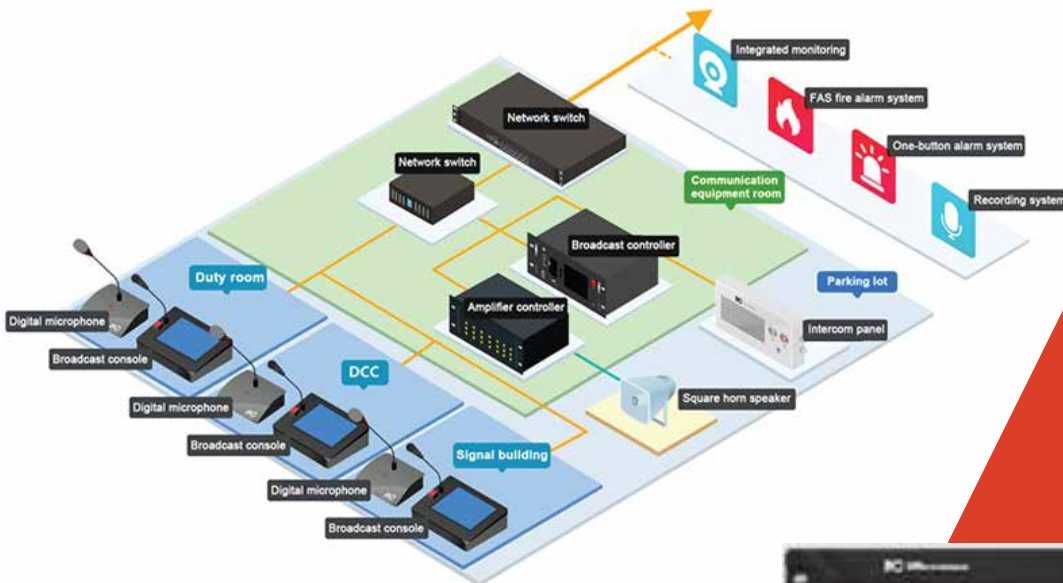 Integrated monitoring
Network switch
FAS fire alarm system
One-button alarm system
Network switch
Communication
equipment room
Recording system
Broadcast controller
Duty room
Parking lot
Amplifier controller
Digital microphone
Intercom panel
Broadcast console
DCC
Square horn speaker
Digital microphone
Broadcast console
Signal building
Digital microphone
Broadcast console